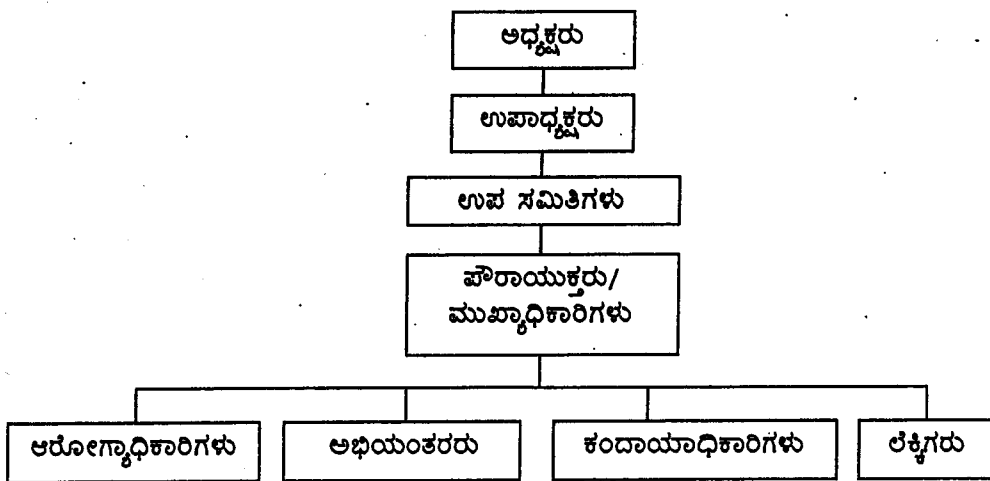 ಅಧ್ಯಕ್ಷರು
ಉಪಾಧ್ಯಕ್ಷರು
ಉಪ ಸಮಿತಿಗಳು
ಪೌರಾಯುಕ್ತರು/
ಮುಖ್ಯಾಧಿಕಾರಿಗಳು
ಆರೋಗ್ಯಾಧಿಕಾರಿಗಳು
ಅಭಿಯಂತರರು
ಕಂದಾಯಾಧಿಕಾರಿಗಳು
ಲೆಕ್ಕಿಗರು